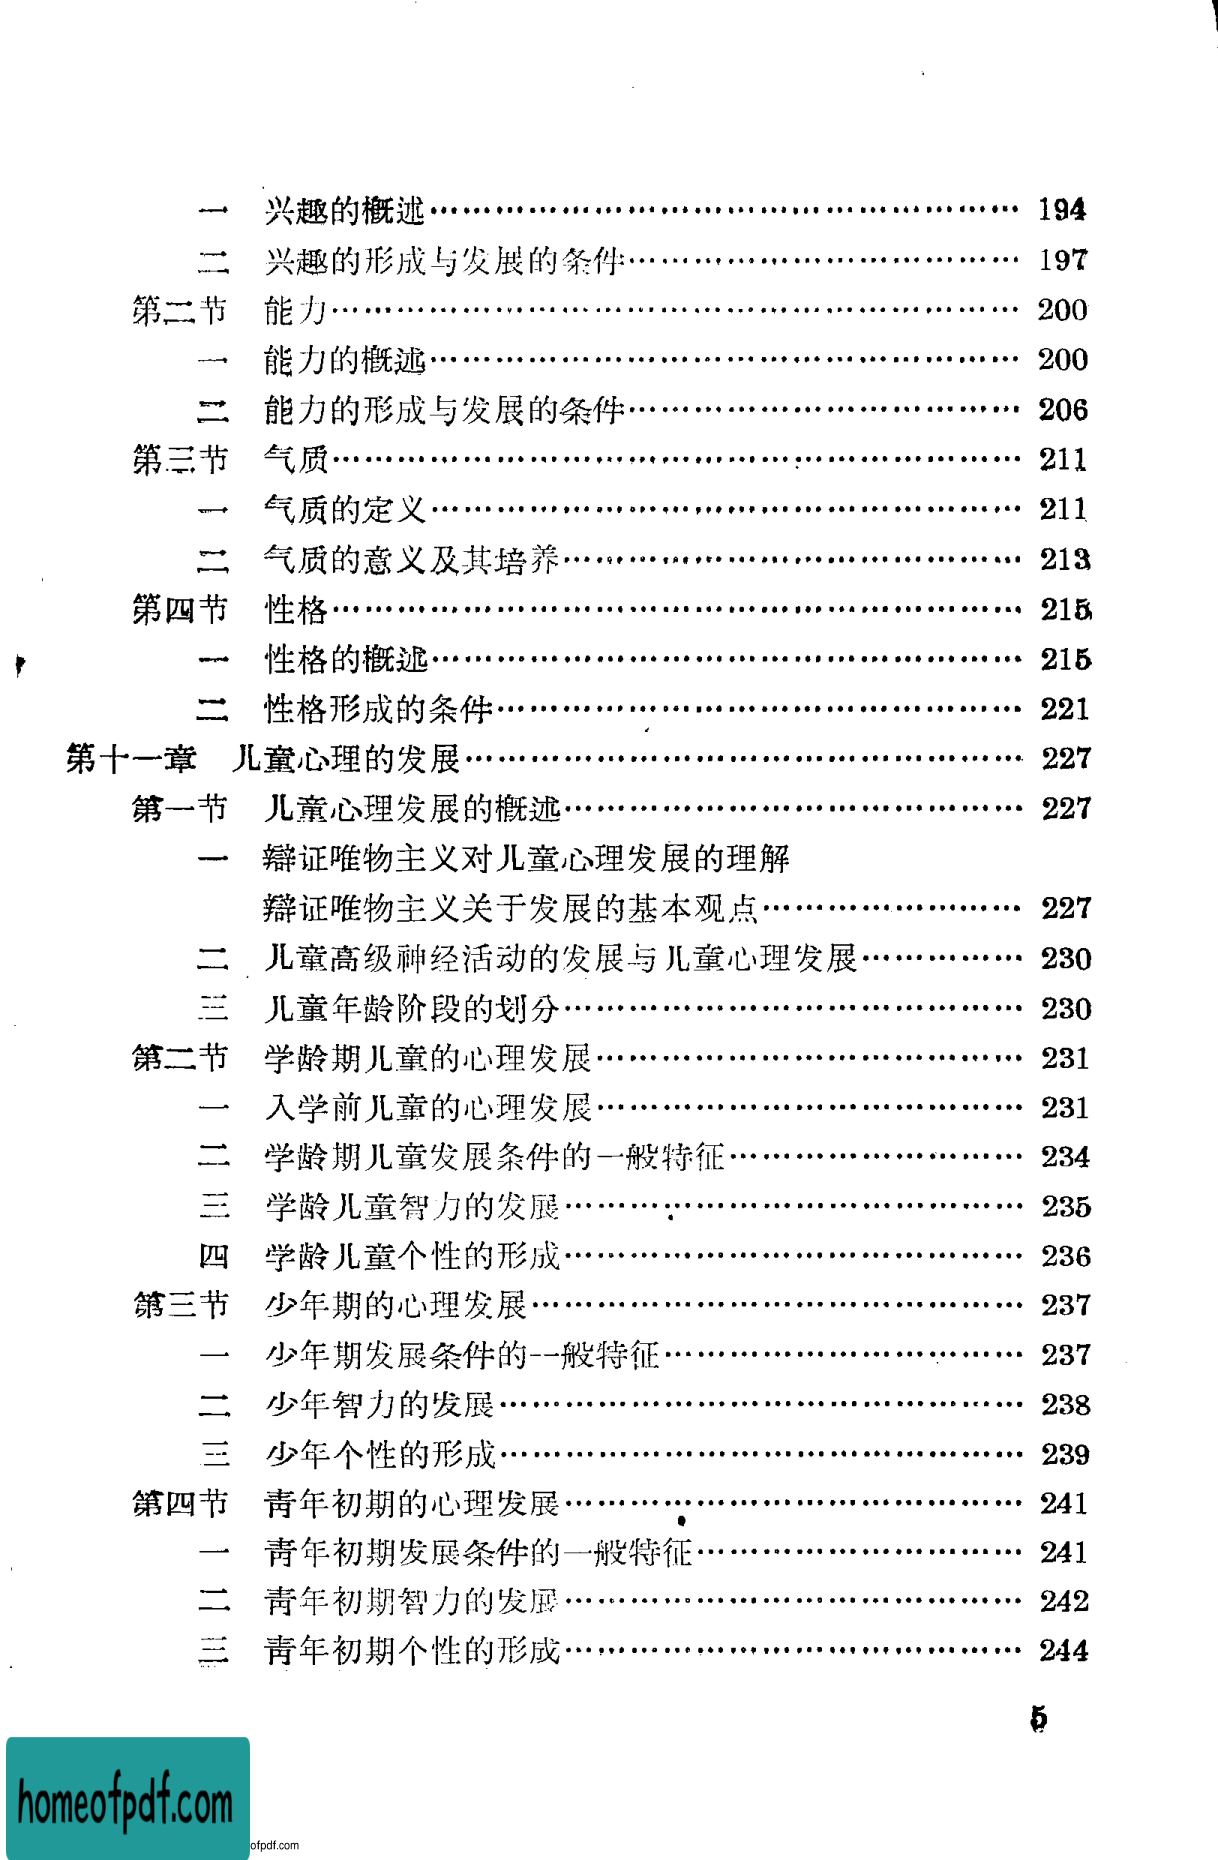 一 兴趣的概述…………………………………………… 194
二 兴趣的形成与发展的条件…………………………… 197
第二节 能力………………………………………………… 200
一 能力的概述…………………………………………… 200
二 能力的形成与发展的条件…………………………… 206
第三节 气质………………………………………………… 211
一 气质的定义…………………………………………… 211
二 气质的意义及其培养………………………………… 213
第四节 性格………………………………………………… 215
一 性格的概述…………………………………………… 215
二 性格形成的条件……………………………………… 221
第十一章 儿童心理的发展………………………………… 227
第一节 儿童心理发展的概述……………………………… 227
一 辩证唯物主义对儿童心理发展的理解
辩证唯物主义关于发展的基本观点…………………… 227
二 儿童高级神经活动的发展与儿童心理发展………… 230
三 儿童年龄阶段的划分………………………………… 230
第二节 学龄期儿童的心理发展…………………………… 231
一 入学前儿童的心理发展……………………………… 231
二 学龄期儿童发展条件的一般特征…………………… 234
三 学龄儿童智力的发展………………………………… 235
四 学龄儿童个性的形成………………………………… 236
第三节 少年期的心理发展………………………………… 237
一 少年期发展条件的一般特征………………………… 237
二 少年智力的发展……………………………………… 238
三 少年个性的形成……………………………………… 239
第四节 青年初期的心理发展……………………………… 241
一 青年初期发展条件的一般特征……………………… 241
二 青年初期智力的发展………………………………… 242
三 青年初期个性的形成………………………………… 244
5
homeofpdf.com
ofpdf.com